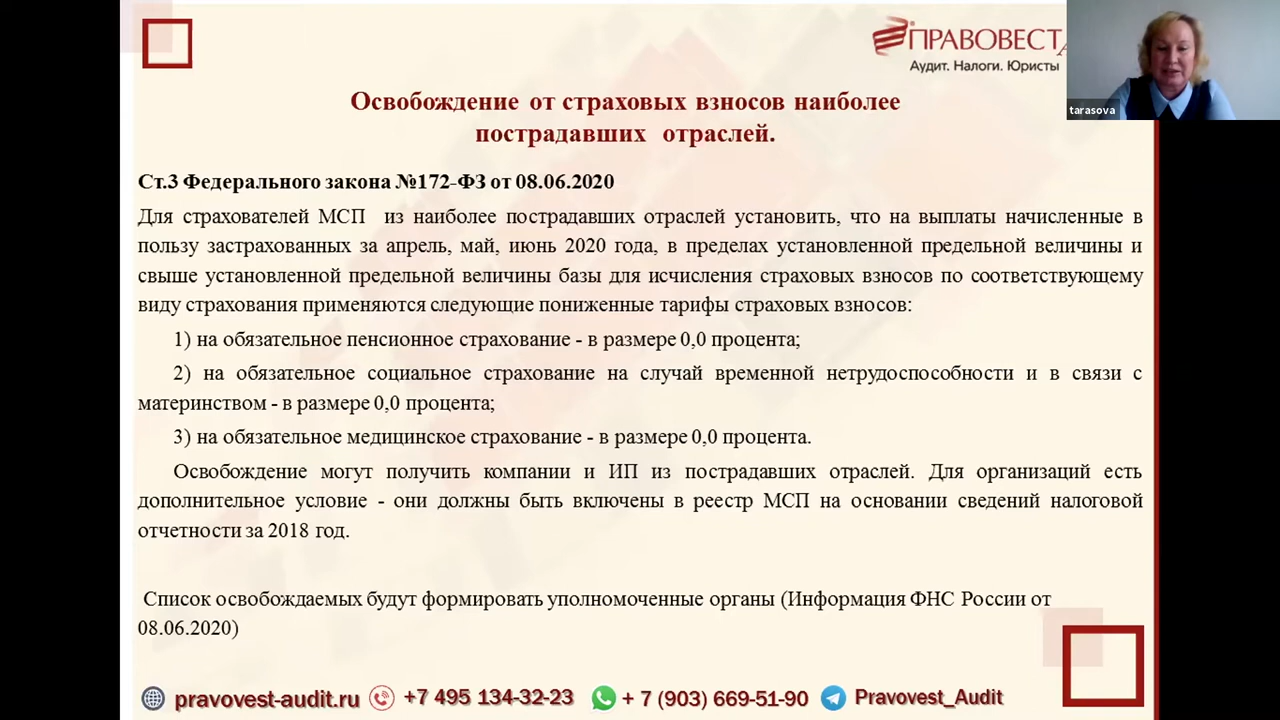 ПРАВОВЕСТ
Аудит. Налоги. Юристы
tarasova
Освобождение от страховых взносов наиболее
пострадавших отраслей.
Ст.3 Федерального закона №172-ФЗ от 08.06.2020
Для страхователей МСП из наиболее пострадавших отраслей установить, что на выплаты начисленные в
пользу застрахованных за апрель, май, июнь 2020 года, в пределах установленной предельной величины и
свыше установленной предельной величины базы для исчисления страховых взносов по соответствующему
виду страхования применяются следующие пониженные тарифы страховых взносов:
1) на обязательное пенсионное страхование - в размере 0,0 процента;
2) на обязательное социальное страхование на случай временной нетрудоспособности и в связи с
материнством - в размере 0,0 процента;
3) на обязательное медицинское страхование - в размере 0,0 процента.
Освобождение могут получить компании и ИП из пострадавших отраслей. Для организаций есть
дополнительное условие - они должны быть включены в реестр МСП на основании сведений налоговой
отчетности за 2018 год.
Список освобождаемых будут формировать уполномоченные органы (Информация ФНС России от
08.06.2020)
pravovest-audit.ru +7 495 134-32-23 + 7 (903) 669-51-90 Pravovest_Audit